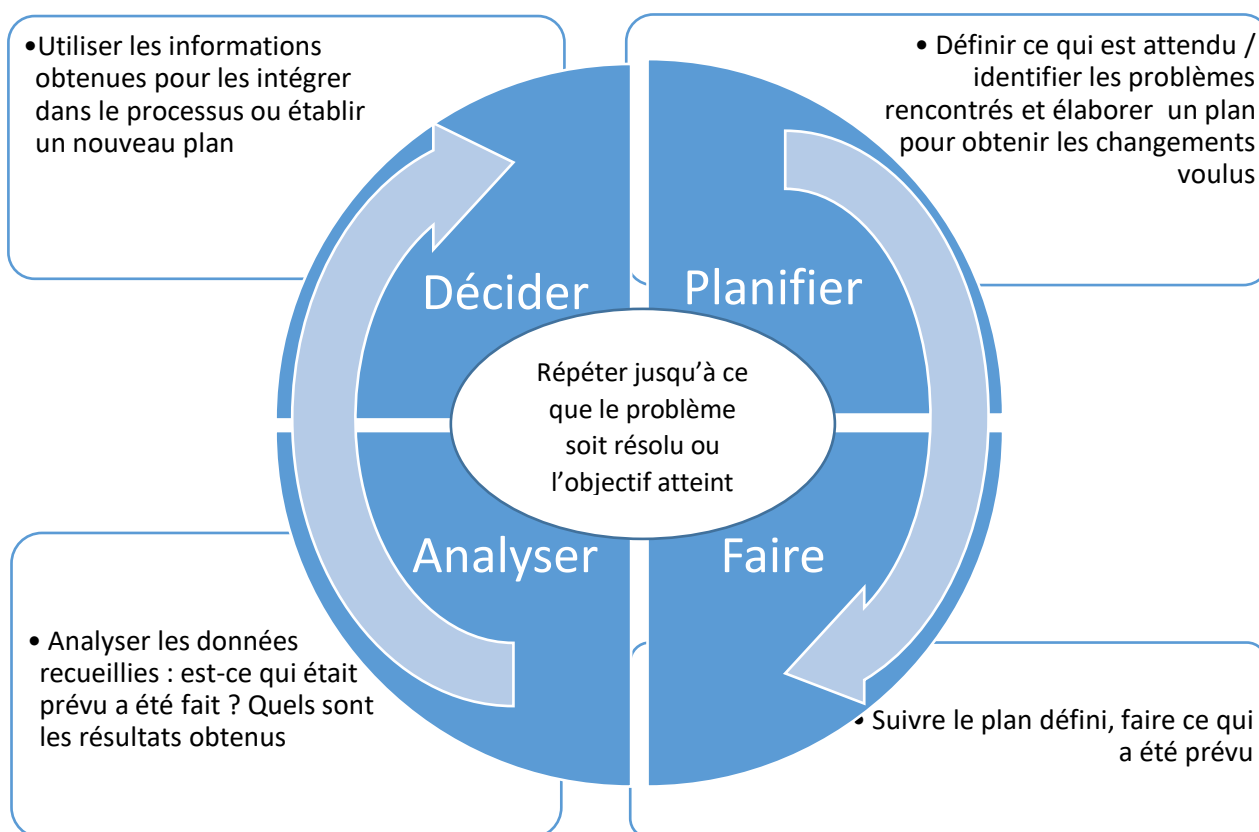 •Utiliser les informations
obtenues pour les intégrer
dans le processus ou établir
un nouveau plan
• Définir ce qui est attendu /
identifier les problèmes
rencontrés et élaborer un plan
pour obtenir les changements
voulus
Décider
Planifier
Répéter jusqu'à ce
que le problème
soit résolu ou
l'objectif atteint
Analyser
Faire
• Analyser les données
recueillies : est-ce qui était
prévu a été fait ? Quels sont
les résultats obtenus
• Suivre le plan défini, faire ce qui
a été prévu